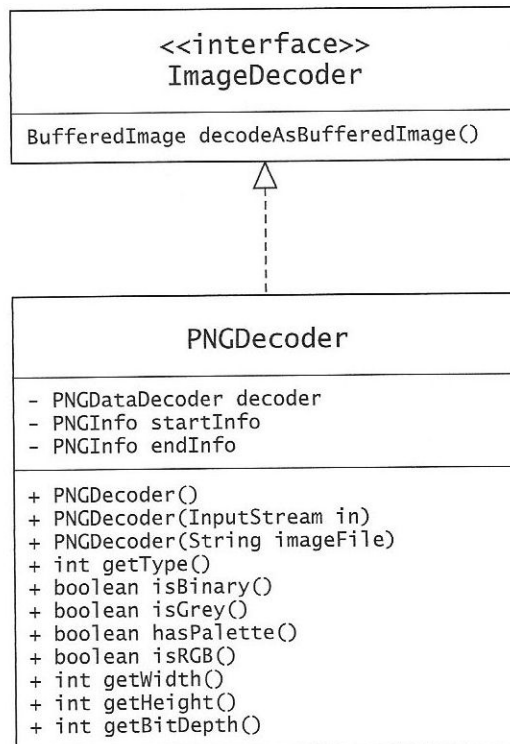 <<interface>>
ImageDecoder
BufferedImage decodeAsBufferedImage()
PNGDecoder
- PNGDataDecoder decoder
- PNGInfo startInfo
- PNGInfo endInfo
+ PNGDecoder()
+ PNGDecoder(InputStream in)
+ PNGDecoder(String imageFile)
+ int getType()
+ boolean isBinary()
+ boolean isGrey()
+ boolean hasPalette()
+ boolean isRGB()
+ int getWidth()
+ int getHeight()
+ int getBitDepth()